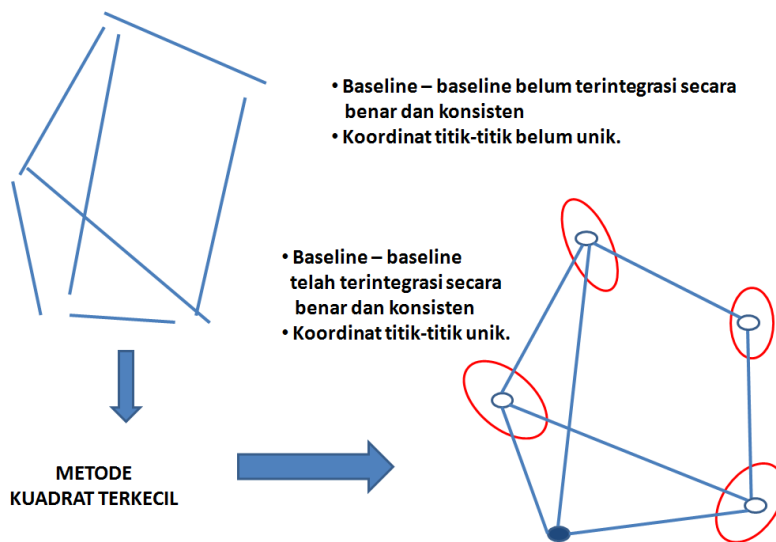 • Baseline – baseline belum terintegrasi secara
benar dan konsisten
• Koordinat titik-titik belum unik.
• Baseline – baseline
telah terintegrasi secara
benar dan konsisten
• Koordinat titik-titik unik.
METODE
KUADRAT TERKECIL